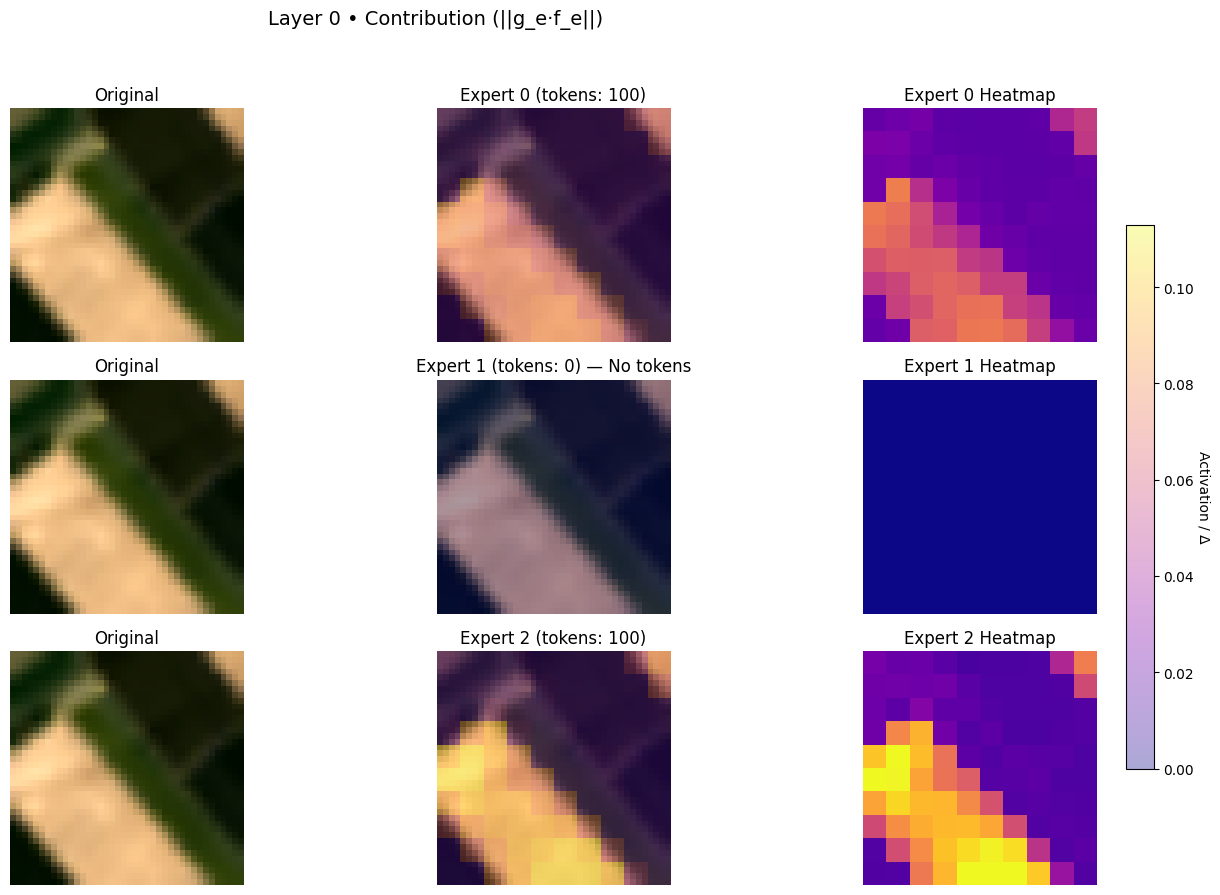 Layer 0 • Contribution (||g_e·f_e||)
Original
Expert 0 (tokens: 100)
Expert 0 Heatmap
Original
Expert 1 (tokens: 0) — No tokens
Expert 1 Heatmap
Original
Expert 2 (tokens: 100)
Expert 2 Heatmap
0.10
0.08
0.06
0.04
0.02
0.00
Activation / Δ